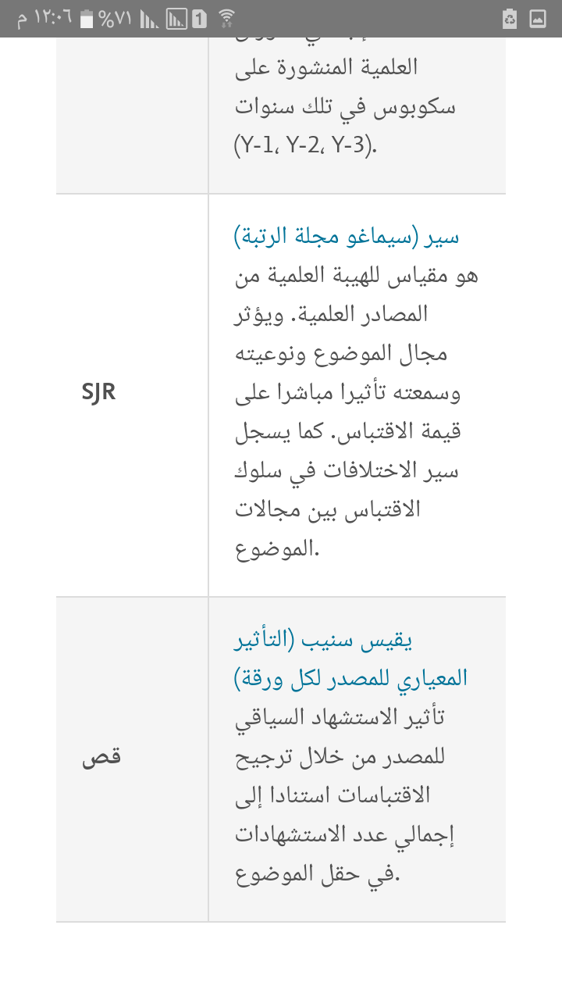 ١٢:٠٦ م
%٧١
1
العلمية المنشورة على
سكوبوس في تلك سنوات
(Y-1، Y-2، Y-3).
SJR
سير (سيماغو مجلة الرتبة)
هو مقياس للهيبة العلمية من
المصادر العلمية. ويؤثر
مجال الموضوع ونوعيته
وسمعته تأثيرا مباشرا على
قيمة الاقتباس. كما يسجل
سير الاختلافات في سلوك
الاقتباس بين مجالات
الموضوع.
قص
يقيس سنيب (التأثير
المعياري للمصدر لكل ورقة)
تأثير الاستشهاد السياقي
للمصدر من خلال ترجيح
الاقتباسات استنادا إلى
إجمالي عدد الاستشهادات
في حقل الموضوع.